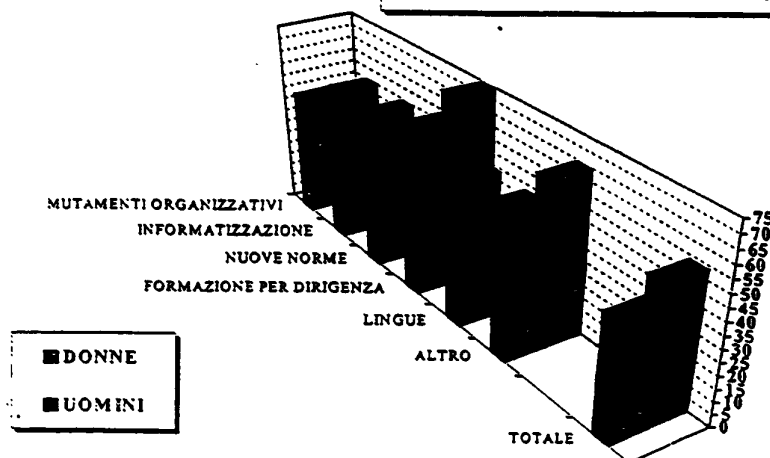 MUTAMENTI ORGANIZZATIVI
INFORMATIZZAZIONE
NUOVE NORME
FORMAZIONE PER DIRIGENZA
LINGUE
ALTRO
TOTALE
75
70
65
60
55
50
45
40
35
30
25
20
15
10
5
0
DONNE
UOMINI